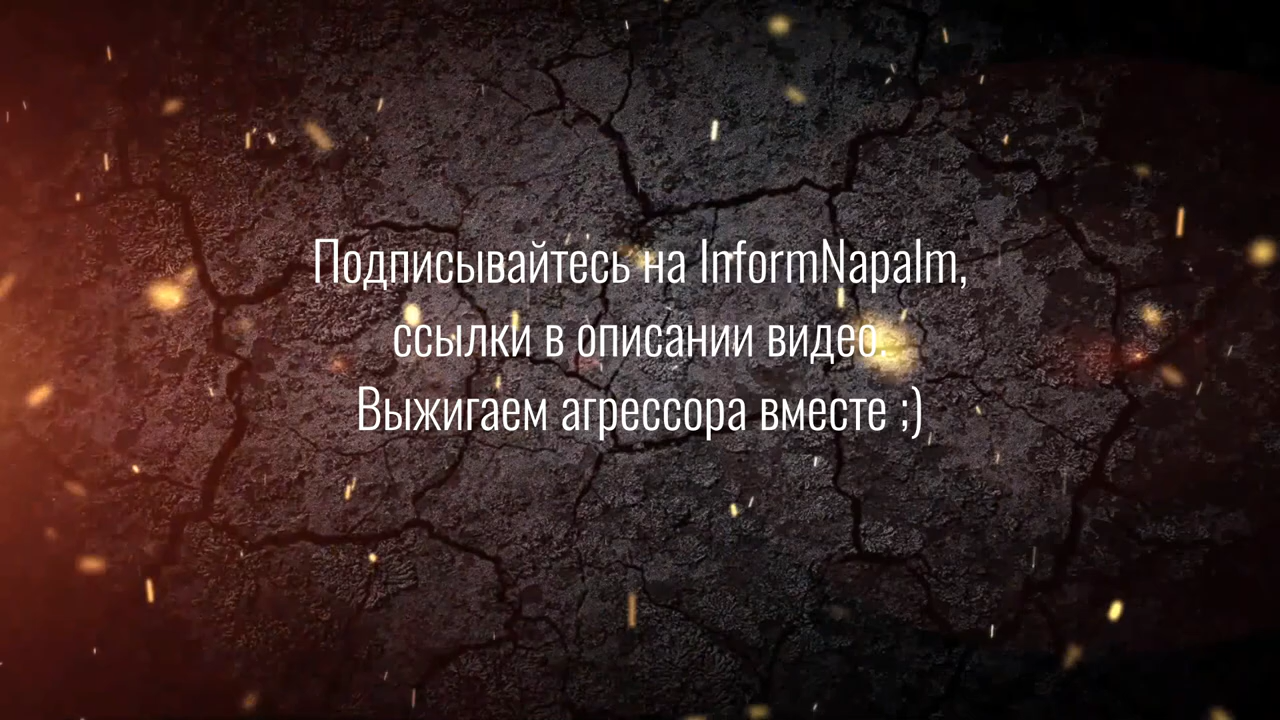 Подписывайтесь на InformNapalm,
ссылки в описании видео.
Выжигаем агрессора вместе ;)